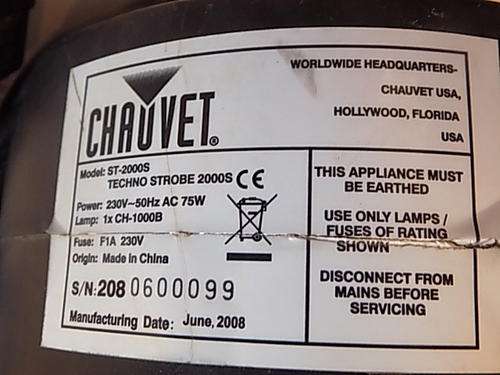 CHAUVET®
WORLDWIDE HEADQUARTERS-
CHAUVET USA,
HOLLYWOOD, FLORIDA
USA
Model: ST-2000S
TECHNO STROBE 2000S CE
Power: 230V~50Hz AC 75W
Lamp: 1x CH-1000B
Fuse: F1A 230V
Origin: Made in China
S/N: 208 0600099
Manufacturing Date: June, 2008
THIS APPLIANCE MUST
BE EARTHED
USE ONLY LAMPS /
FUSES OF RATING
SHOWN
DISCONNECT FROM
MAINS BEFORE
SERVICING